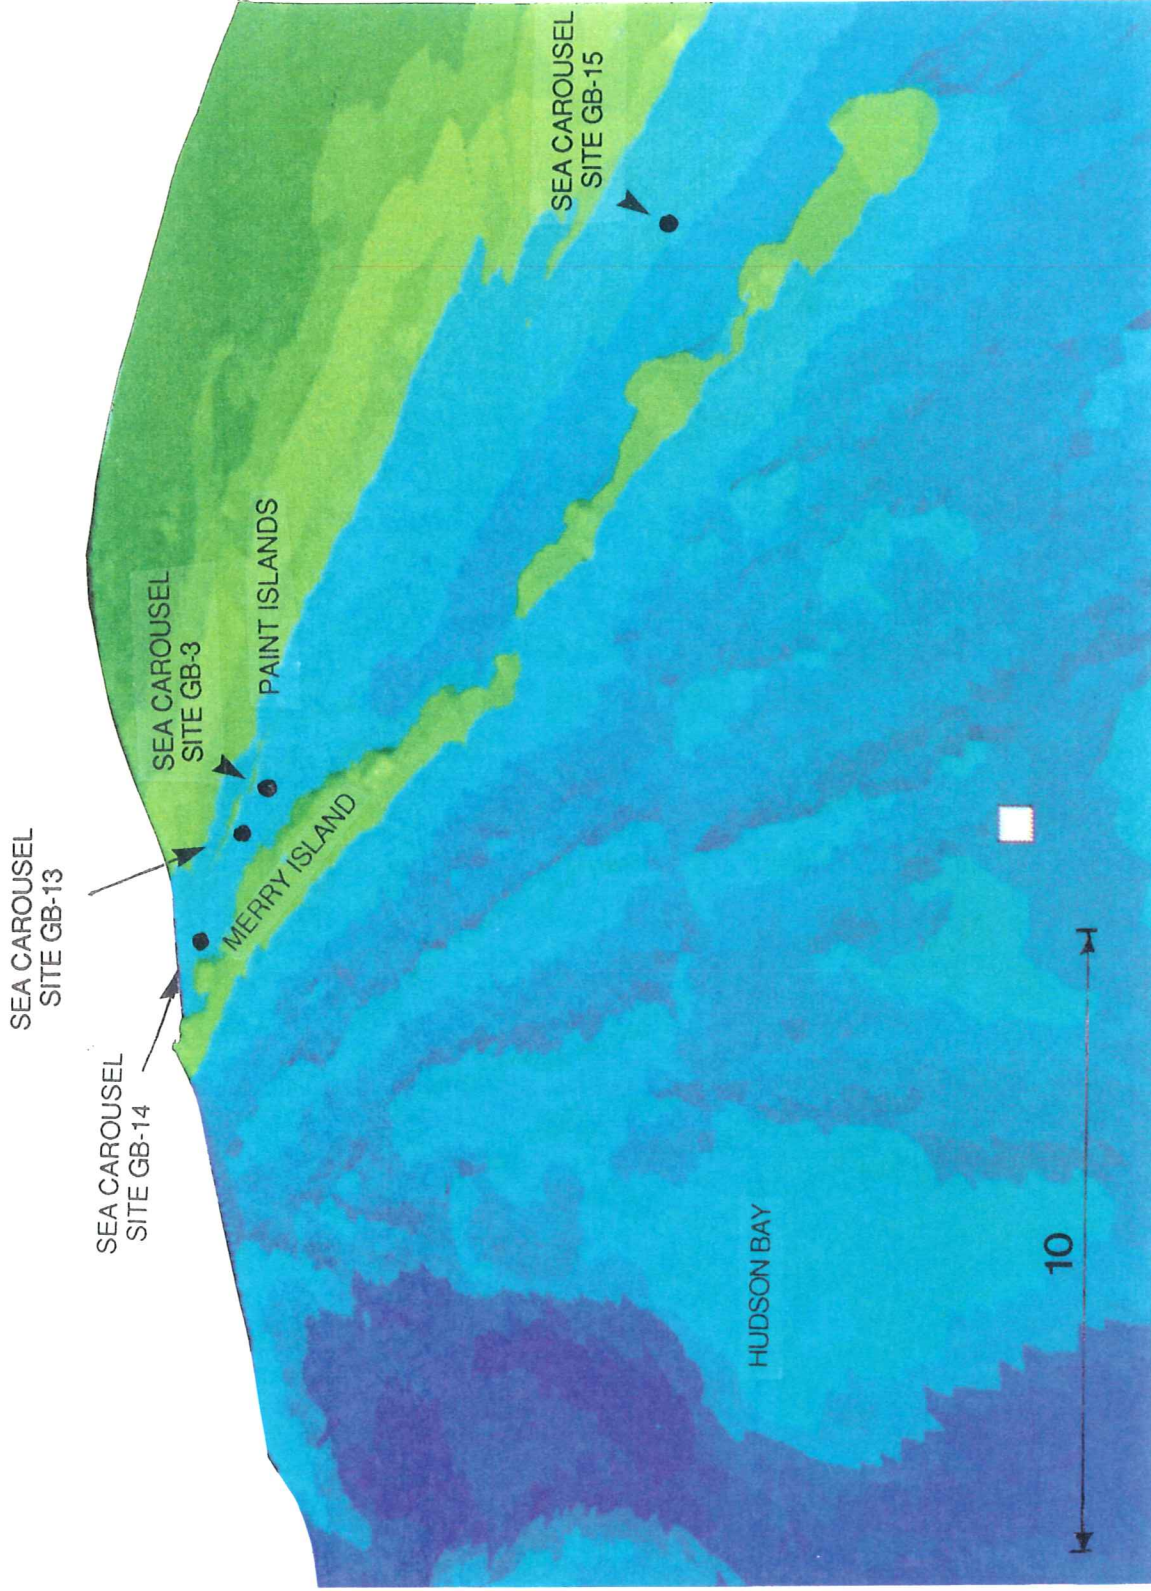 SEA CAROUSEL
SITE GB-14
SEA CAROUSEL
SITE GB-13
SEA CAROUSEL
SITE GB-3
PAINT ISLANDS
MERRY ISLAND
SEA CAROUSEL
SITE GB-15
HUDSON BAY
10